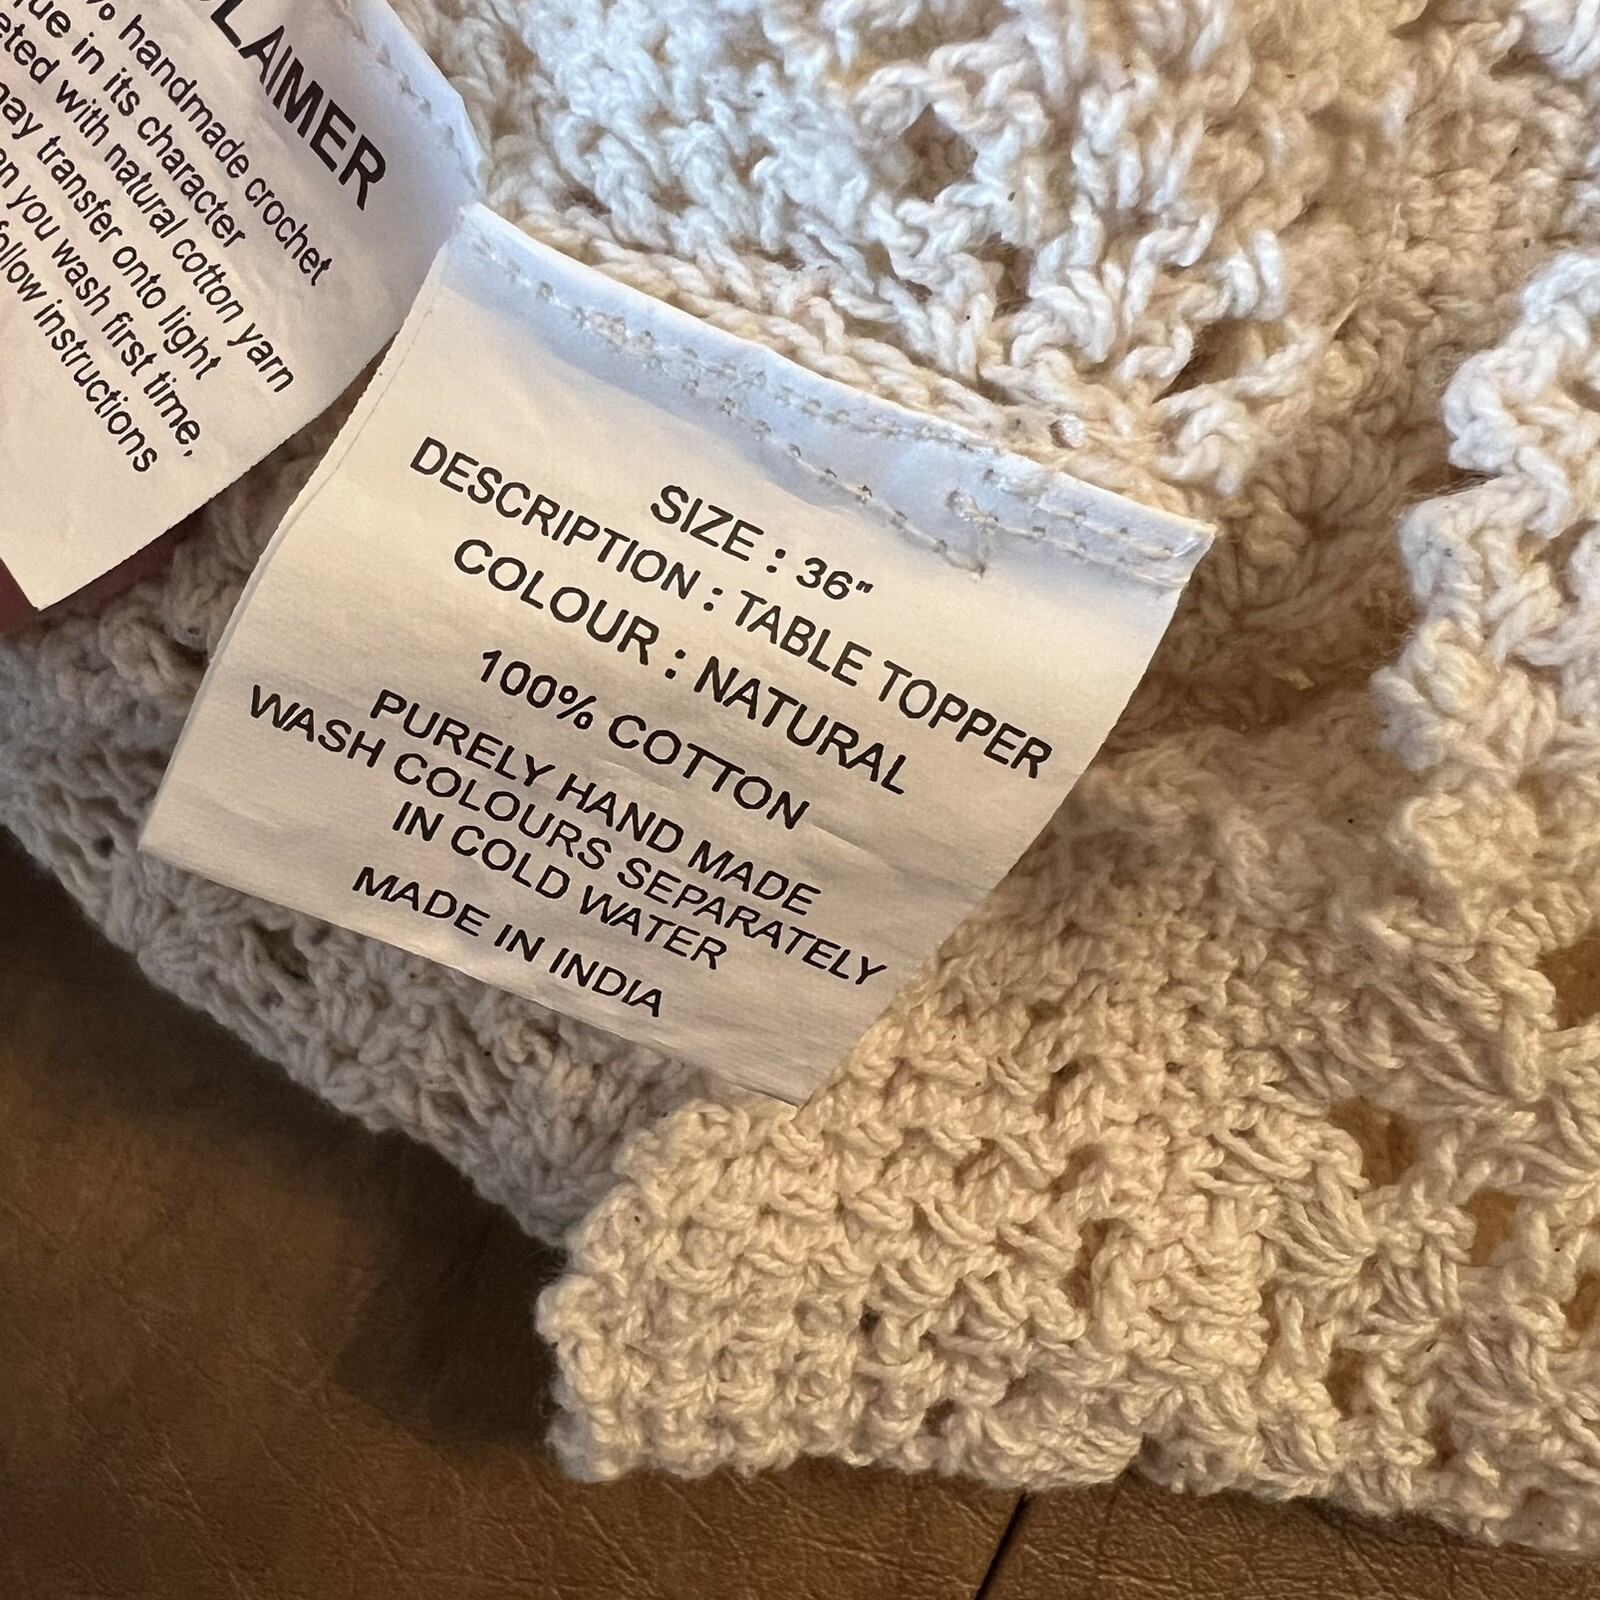 handmade crochet
in its character
with natural cotton yarn
may transfer onto light
you wash first time,
follow instructions
SIZE : 36"
DESCRIPTION : TABLE TOPPER
COLOUR : NATURAL
100% COTTON
PURELY HAND MADE
WASH COLOURS SEPARATELY
IN COLD WATER
MADE IN INDIA